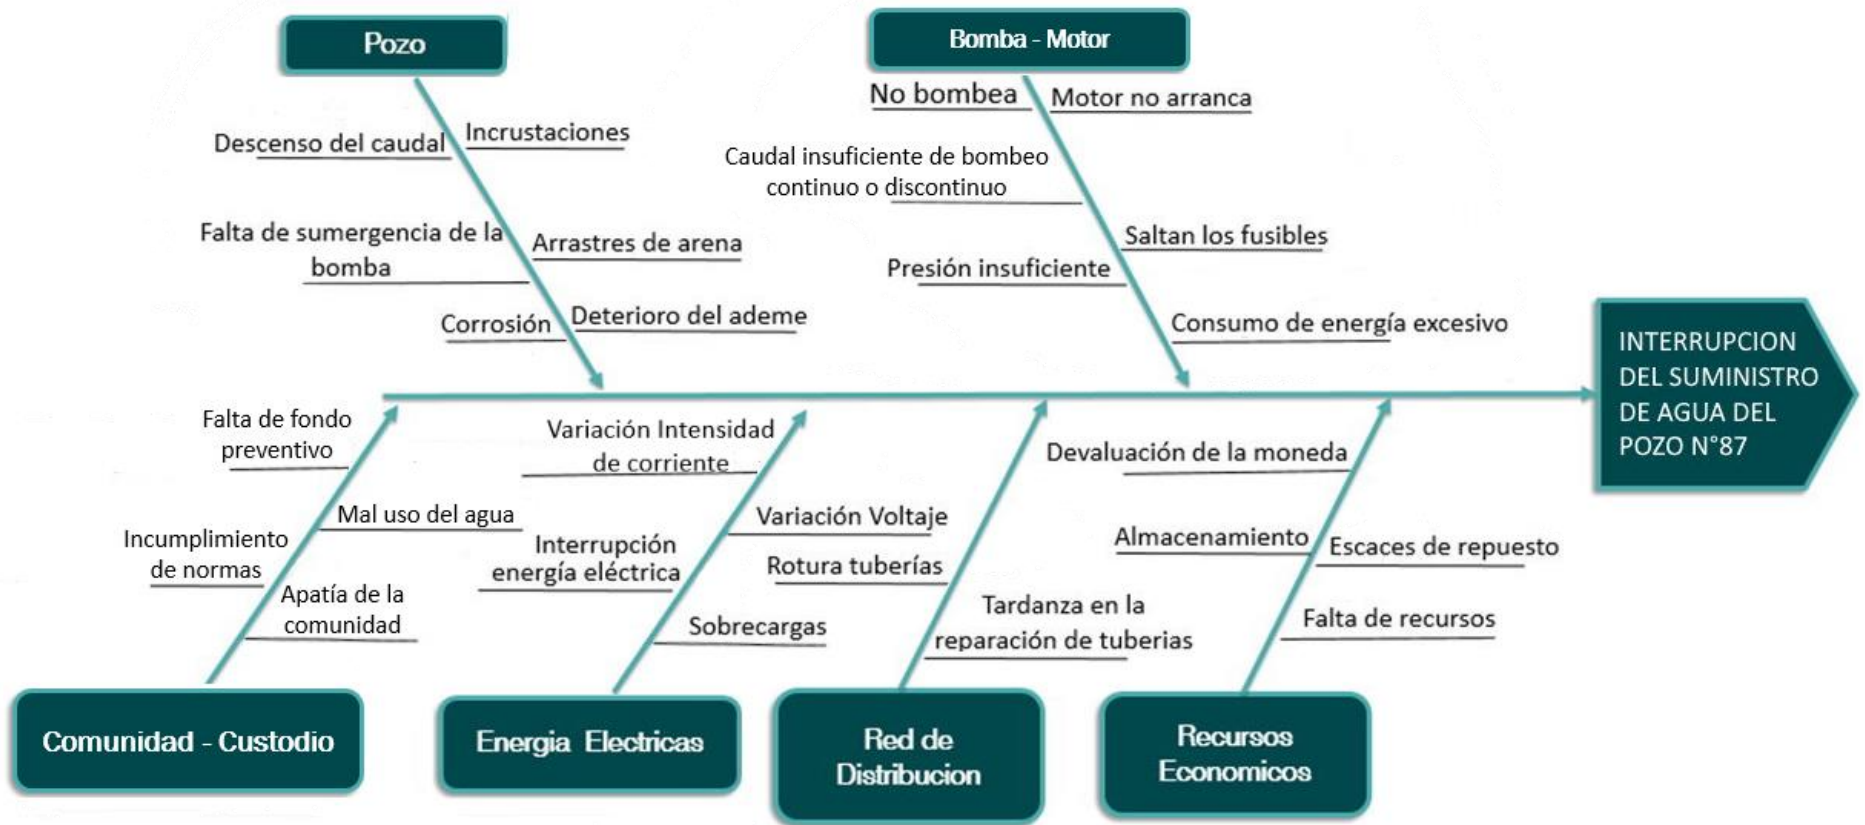 Pozo
Bomba - Motor
No bombea
Motor no arranca
Descenso del caudal
Incrustaciones
Caudal insuficiente de bombeo
continuo o discontinuo
Falta de sumergencia de la
bomba
Arrastres de arena
Saltan los fusibles
Presión insuficiente
Corrosión
Deterioro del ademe
Consumo de energía excesivo
INTERRUPCION
DEL SUMINISTRO
DE AGUA DEL
POZO N°87
Falta de fondo
preventivo
Variación Intensidad
de corriente
Devaluación de la moneda
Mal uso del agua
Variación Voltaje
Incumplimiento
de normas
Interrupción
energía eléctrica
Rotura tuberías
Almacenamiento
Escaces de repuesto
Apatía de la
comunidad
Sobrecargas
Tardanza en la
reparación de tuberias
Falta de recursos
Comunidad - Custodio
Energia Electricas
Red de
Distribucion
Recursos
Economicos